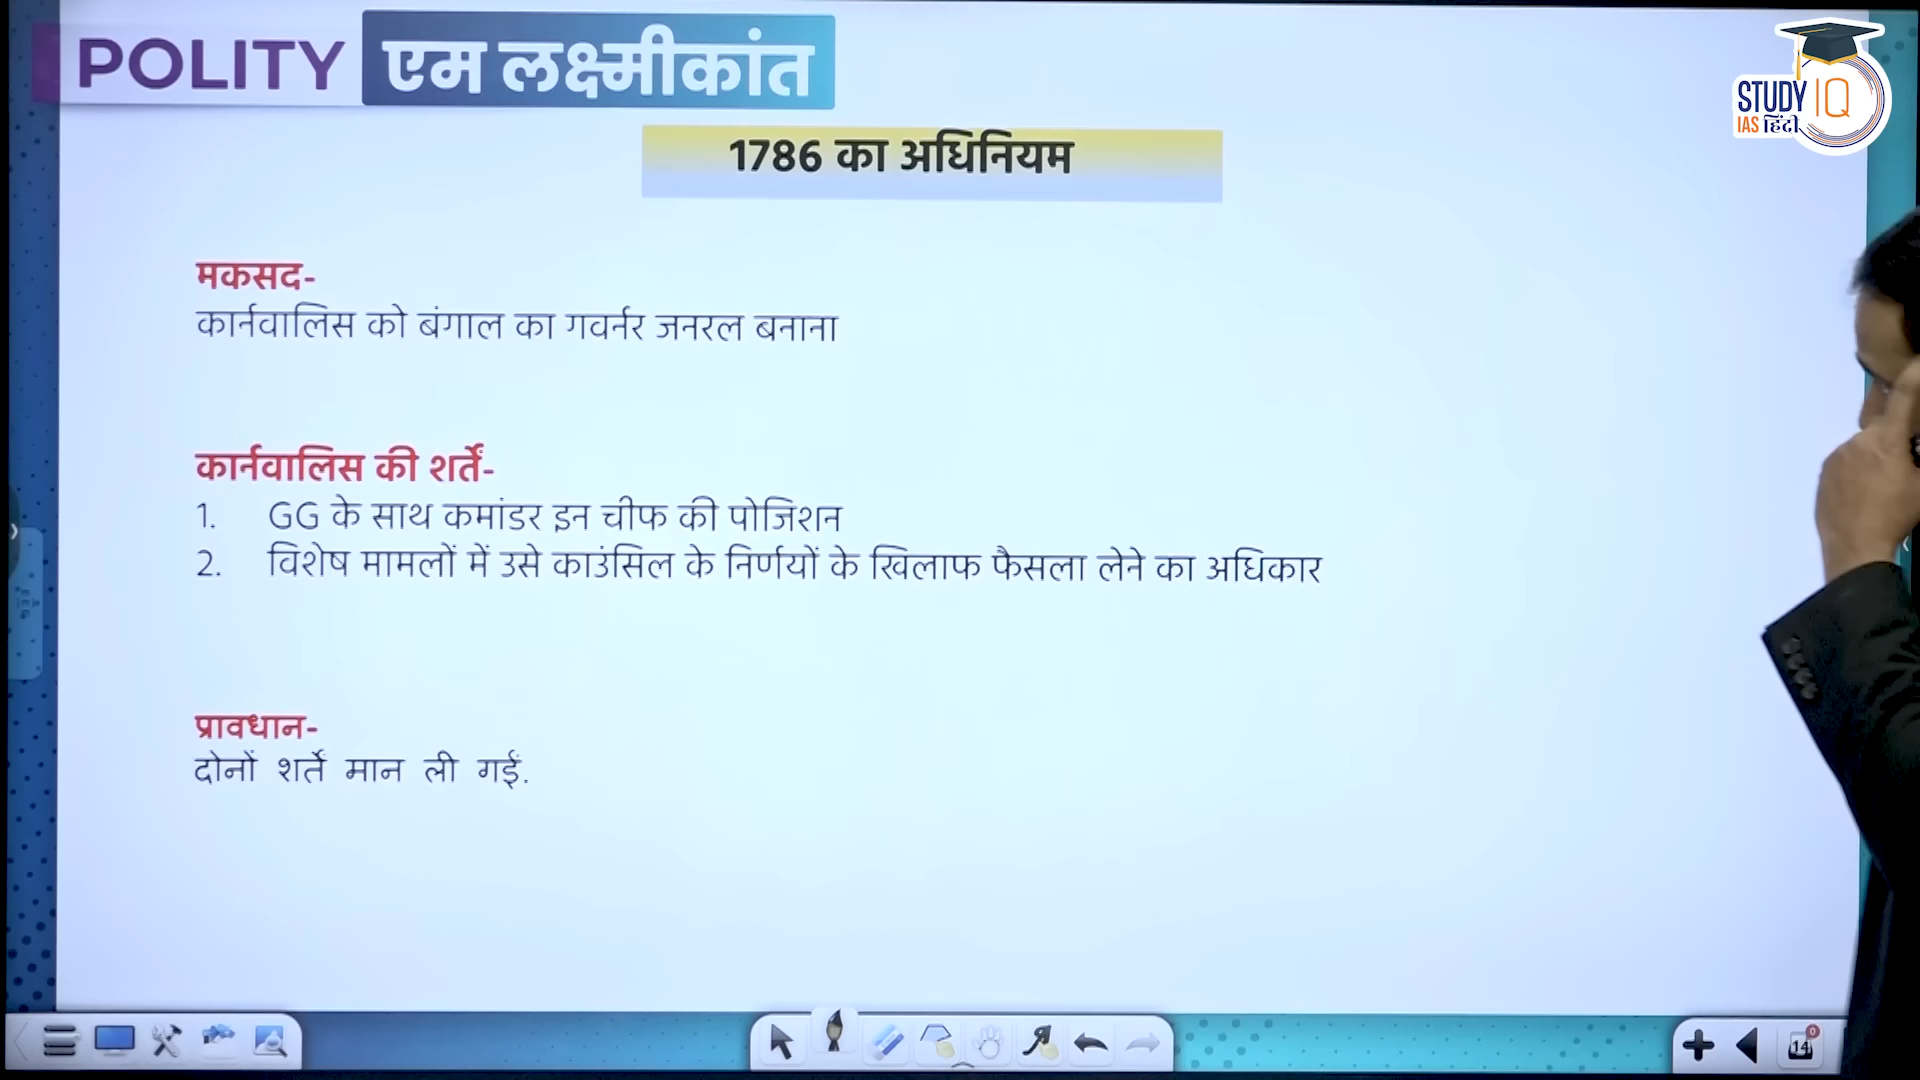 POLITY एम लक्ष्मीकांत
STUDY IQ
IAS हिंदी
1786 का अधिनियम
मकसद-
कार्नवालिस को बंगाल का गवर्नर जनरल बनाना
कार्नवालिस की शर्तें-
1. GG के साथ कमांडर इन चीफ की पोजिशन
2. विशेष मामलों में उसे काउंसिल के निर्णयों के खिलाफ फैसला लेने का अधिकार
प्रावधान-
दोनों शर्ते मान ली गईं.
14
0